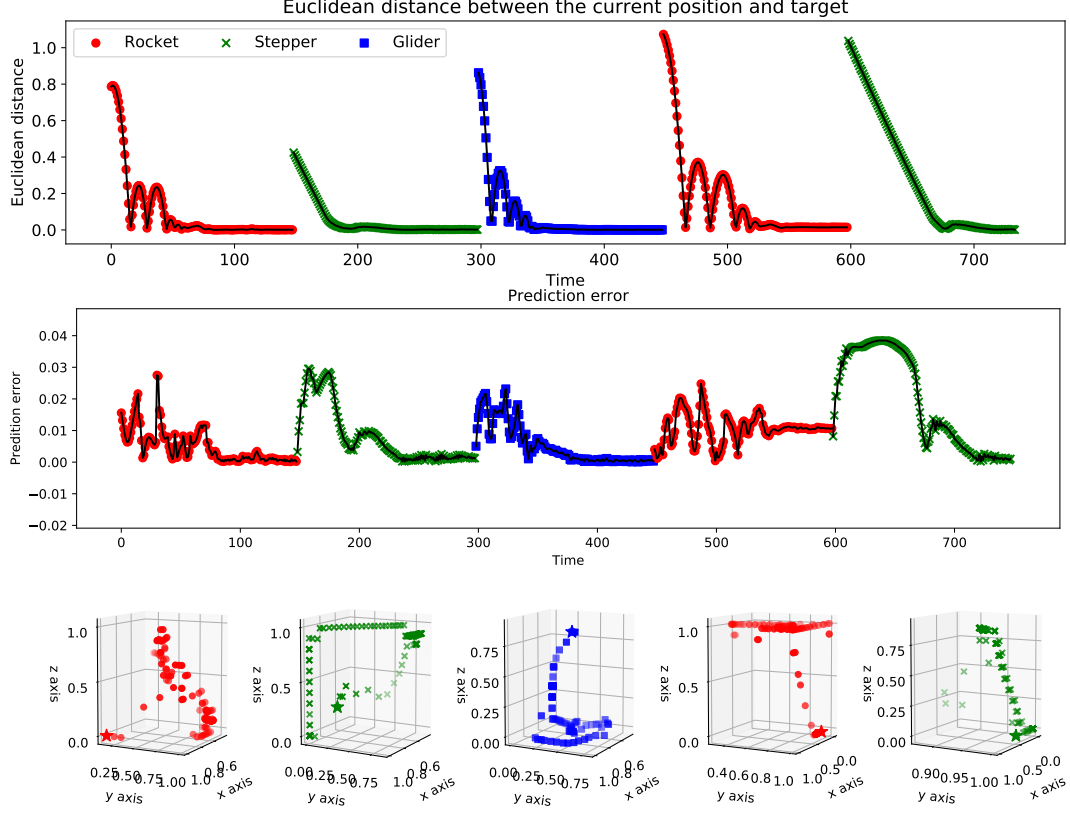 Euclidean distance between the current position and target
Rocket Stepper Glider
Euclidean distance
1.0
0.8
0.6
0.4
0.2
0.0
0 100 200 300 400 500 600 700
Time
Prediction error
Predition error
0.04
0.03
0.02
0.01
0.00
−0.01
−0.02
0 100 200 300 400 500 600 700
Time
z axis
1.0
0.5
0.0
0.25 0.50 0.75 1.00
y axis
0.6
0.8
1.0
x axis
z axis
1.0
0.5
0.0
0.00 0.25 0.50 0.75
y axis
0.6
0.8
1.0
x axis
z axis
0.75
0.50
0.25
0.00
0.00 0.25 0.50 0.75
y axis
0.6
0.8
1.0
x axis
z axis
1.0
0.5
0.0
0.4 0.6 0.8 1.0
y axis
0.0
0.5
1.0
x axis
z axis
0.75
0.50
0.25
0.00
0.90 0.95 1.00
y axis
0.0
0.5
1.0
x axis